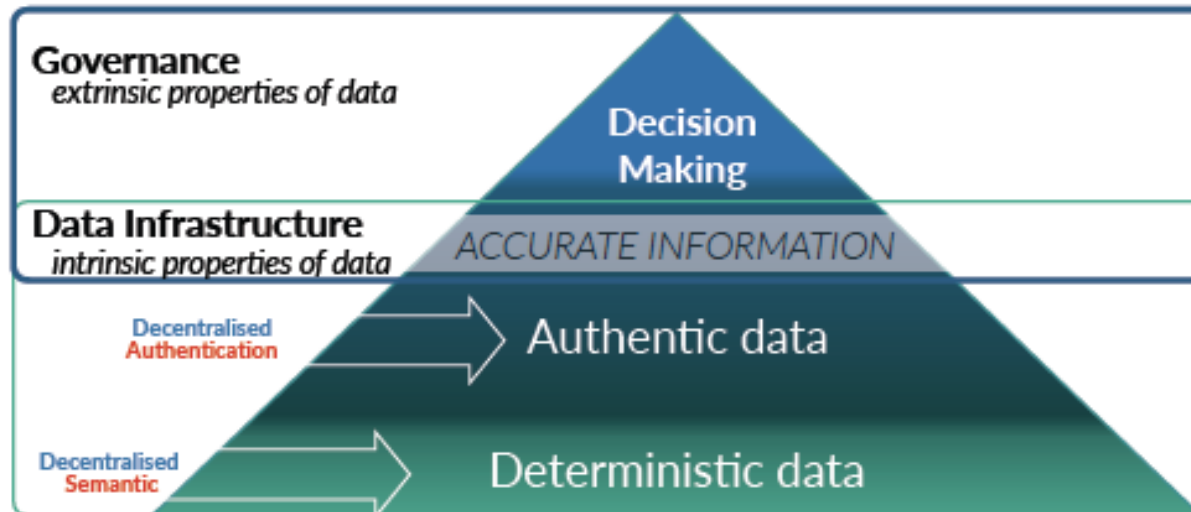 Governance
extrinsic properties of data
Decision
Making
Data Infrastructure
intrinsic properties of data
ACCURATE INFORMATION
Decentralised
Authentication
Authentic data
Decentralised
Semantic
Deterministic data